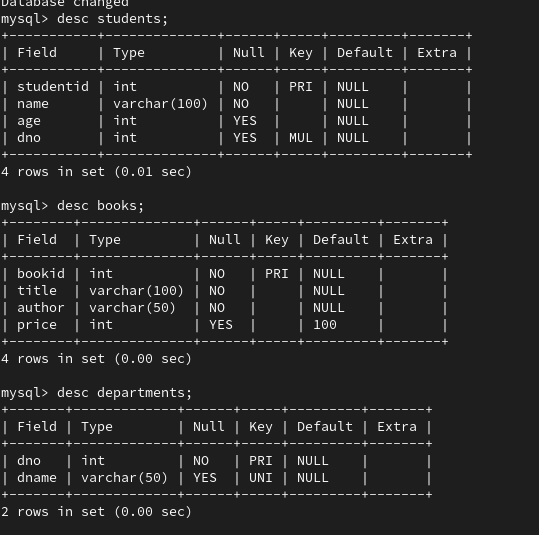 Database changed
mysql> desc students;
+-----------+--------------+------+-----+---------+-------+
| Field     | Type         | Null | Key | Default | Extra |
+-----------+--------------+------+-----+---------+-------+
| studentid | int          | NO   | PRI | NULL    |       |
| name      | varchar(100) | NO   |     | NULL    |       |
| age       | int          | YES  |     | NULL    |       |
| dno       | int          | YES  | MUL | NULL    |       |
+-----------+--------------+------+-----+---------+-------+
4 rows in set (0.01 sec)
mysql> desc books;
+--------+--------------+------+-----+---------+-------+
| Field  | Type         | Null | Key | Default | Extra |
+--------+--------------+------+-----+---------+-------+
| bookid | int          | NO   | PRI | NULL    |       |
| title  | varchar(100) | NO   |     | NULL    |       |
| author | varchar(50)  | NO   |     | NULL    |       |
| price  | int          | YES  |     | 100     |       |
+--------+--------------+------+-----+---------+-------+
4 rows in set (0.00 sec)
mysql> desc departments;
+-------+-------------+------+-----+---------+-------+
| Field | Type        | Null | Key | Default | Extra |
+-------+-------------+------+-----+---------+-------+
| dno   | int         | NO   | PRI | NULL    |       |
| dname | varchar(50) | YES  | UNI | NULL    |       |
+-------+-------------+------+-----+---------+-------+
2 rows in set (0.00 sec)